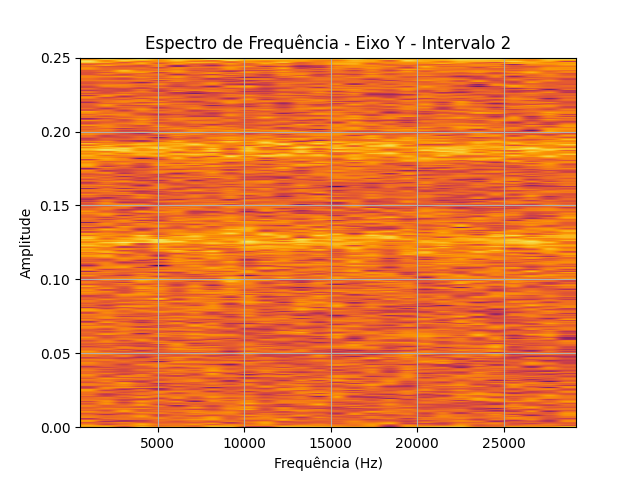 Espectro de Frequência - Eixo Y - Intervalo 2
0.25
0.20
0.15
0.10
0.05
0.00
Amplitude
5000 10000 15000 20000 25000
Frequência (Hz)